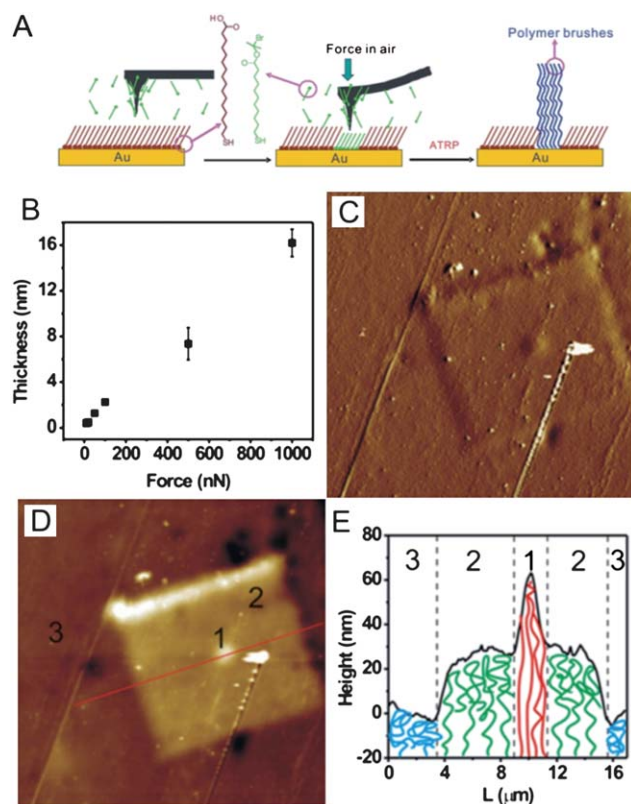 A
HO
O
SH
Br
O
O
SH
Force in air
Polymer brushes
Au
Au
ATRP
Au
B
Thickness (nm)
16
12
8
4
0
0 200 400 600 800 1000
Force (nN)
C
D
3
2
1
E
Height (nm)
80
60
40
20
0
-20
3 2 1 2 3
0 4 8 12 16
L (μm)